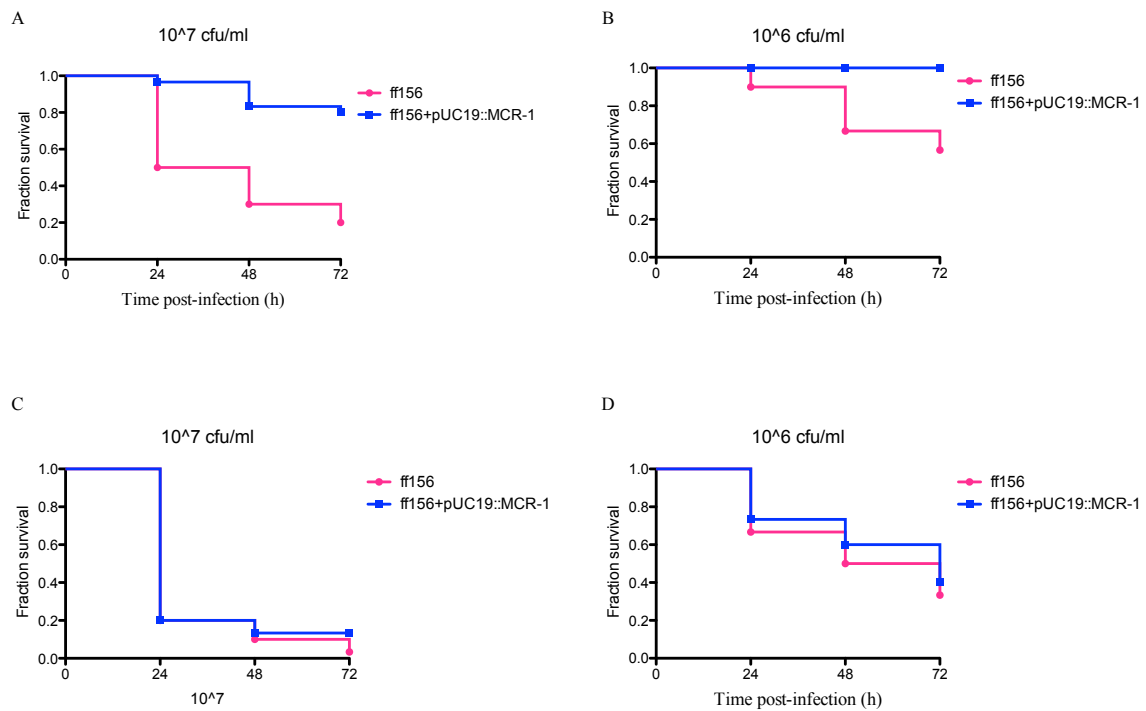 A
10^7 cfu/ml
Fraction survival
1.0
0.8
0.6
0.4
0.2
0.0
0
24
48
72
Time post-infection (h)
ff156
ff156+pUC19::MCR-1
B
10^6 cfu/ml
Fraction survival
1.0
0.8
0.6
0.4
0.2
0.0
0
24
48
72
Time post-infection (h)
ff156
ff156+pUC19::MCR-1
C
10^7 cfu/ml
Fraction survival
1.0
0.8
0.6
0.4
0.2
0.0
0
24
48
72
10^7
ff156
ff156+pUC19::MCR-1
D
10^6 cfu/ml
Fraction survival
1.0
0.8
0.6
0.4
0.2
0.0
0
24
48
72
Time post-infection (h)
ff156
ff156+pUC19::MCR-1